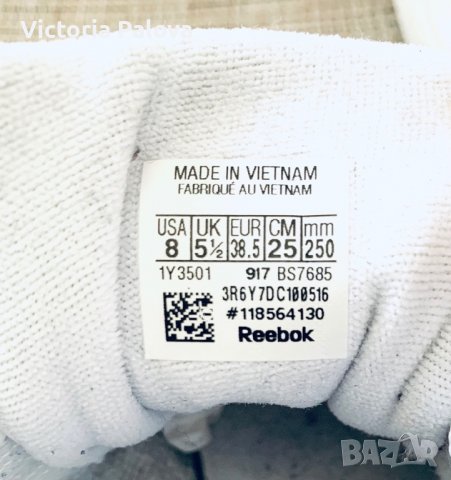 Victoria Paleva
MADE IN VIETNAM
FABRIQUÉ AU VIETNAM
USA UK EUR CM mm
8 5½ 38.5 25 250
1Y3501 917 BS7685
3R6Y7DC100516
#118564130
Reebok
bazar